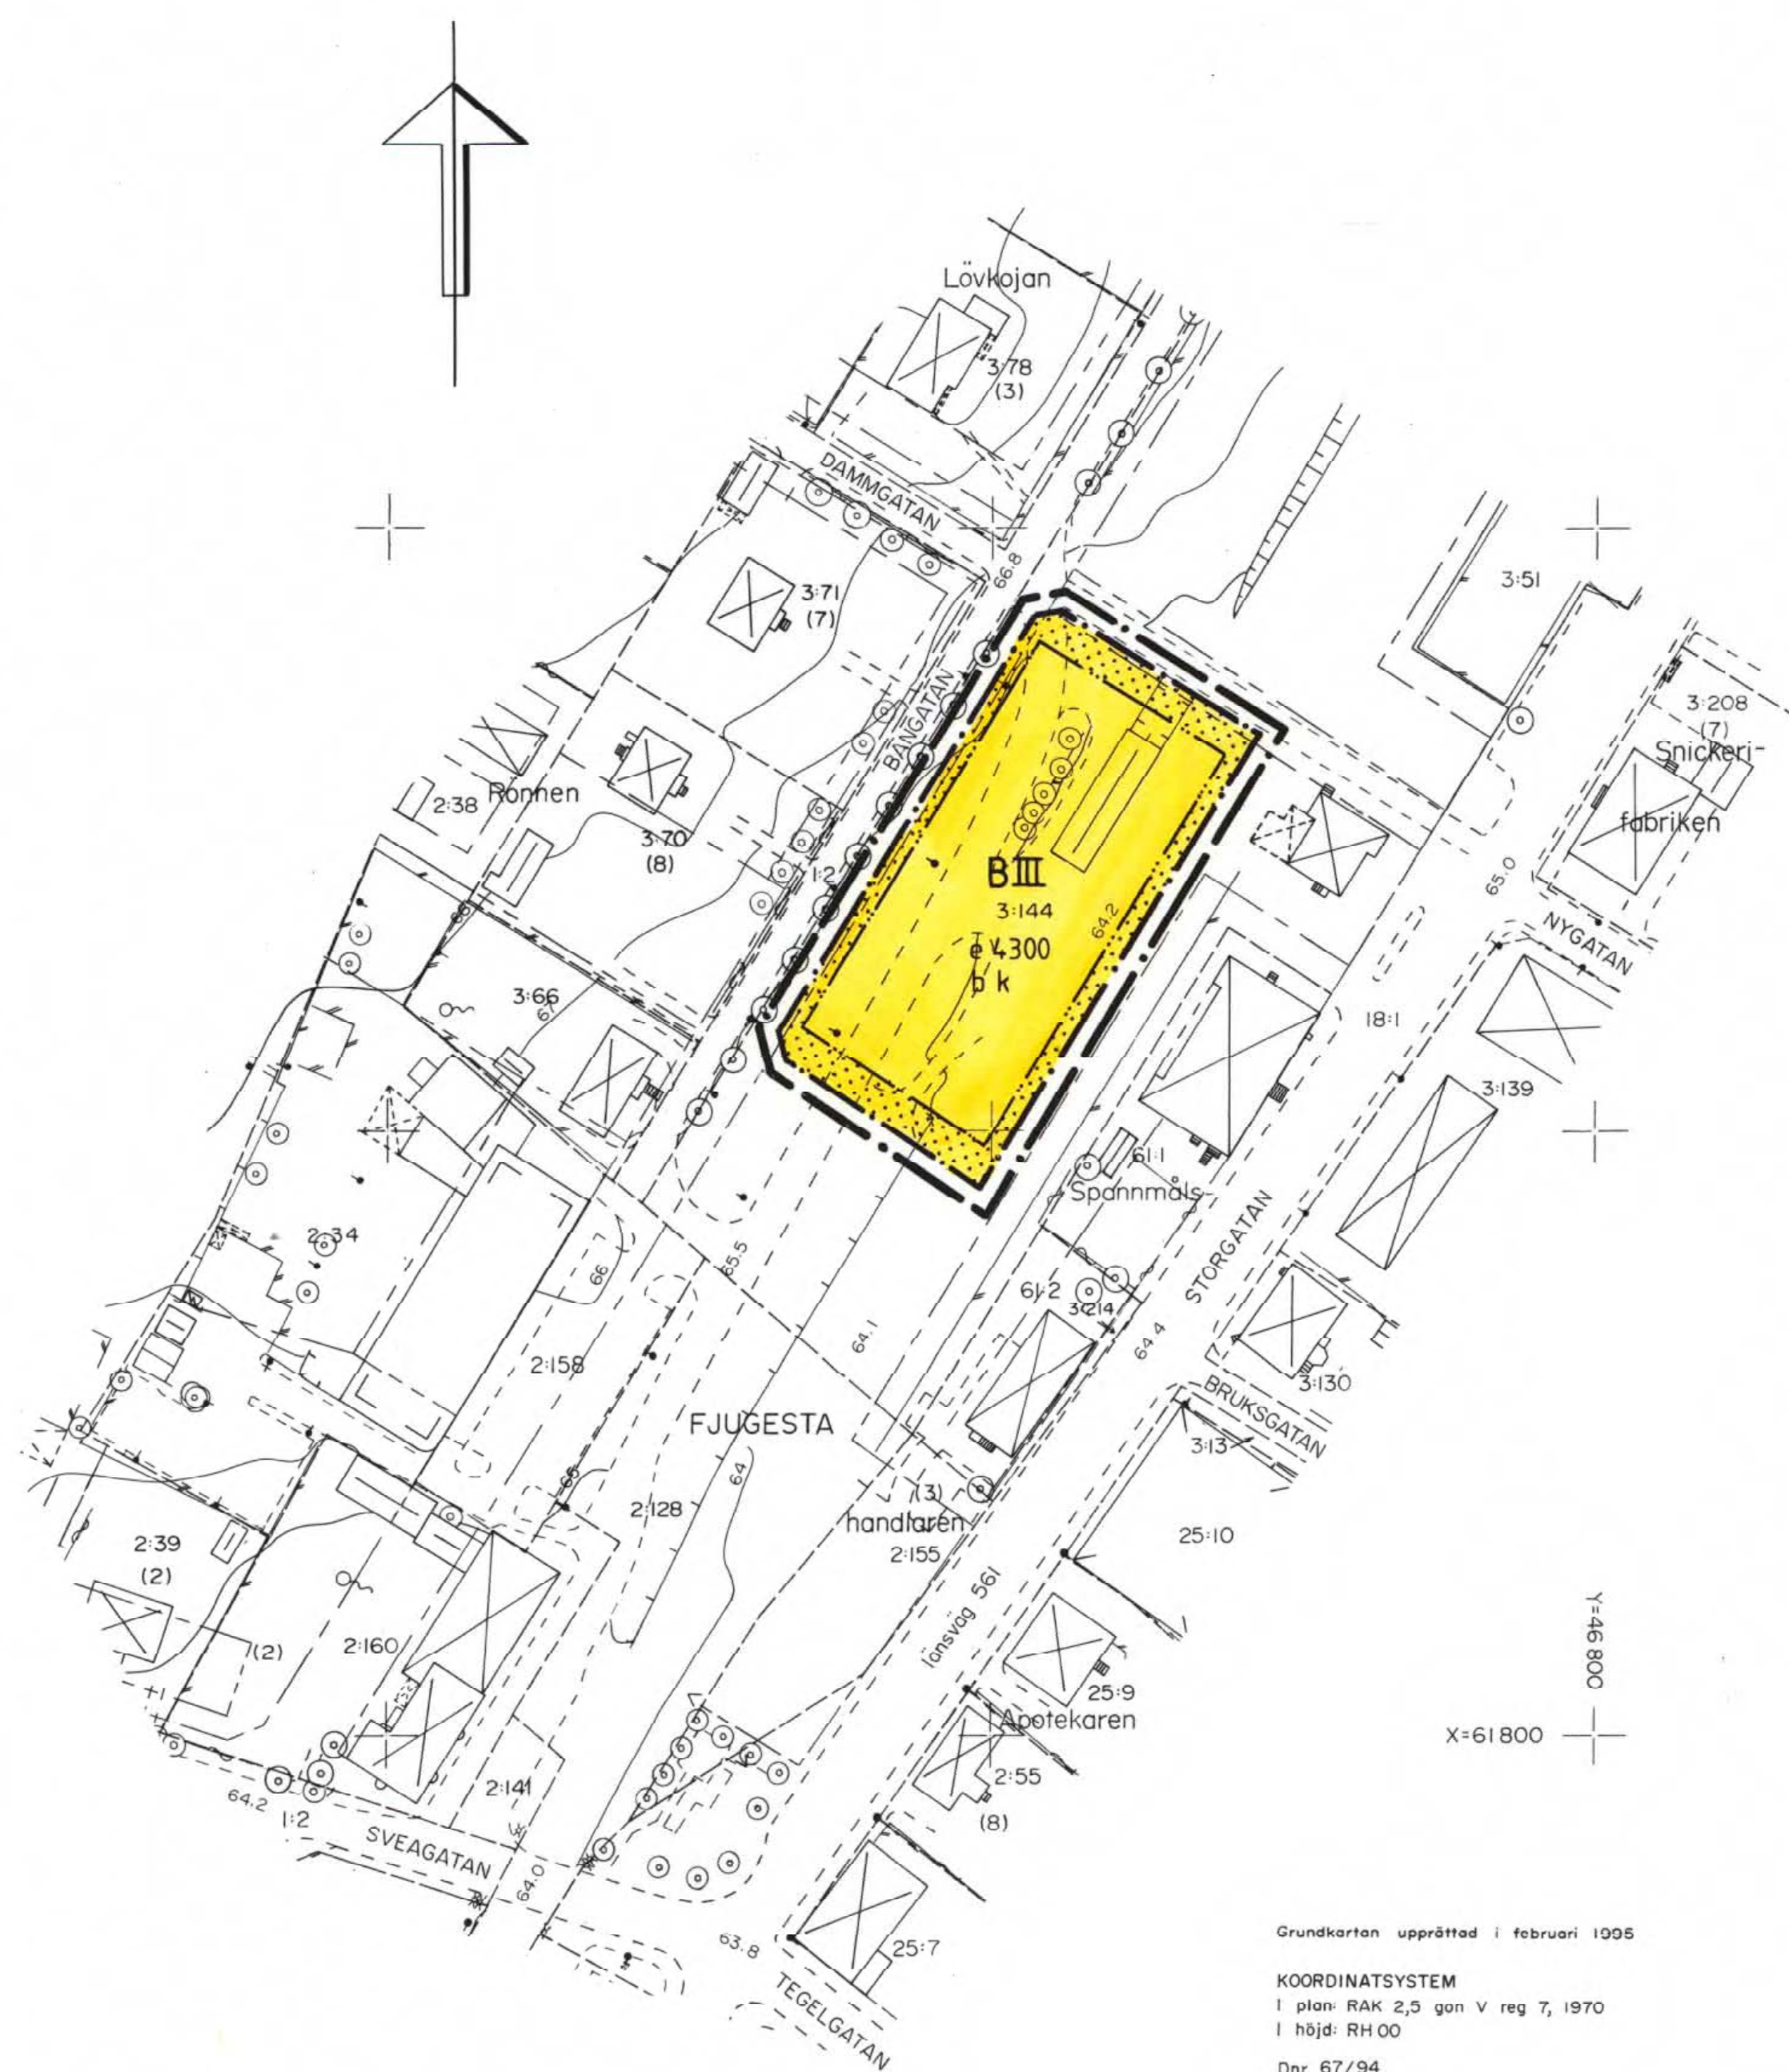 Lövkojan
3:78
(3)
DAMMGATAN
66.8
3:51
3:71
(7)
BANGATAN
3:208
(7)
Snickeri-
fabriken
2:38
Rönnen
3:70
(8)
1:2
BIII
3:144
e 4300
b k
64.2
65.0
NYGATAN
3:66
67
18:1
3:139
61:1
Spannmåls-
STORGATAN
2:34
66
65.5
61:2
3:214
64.1
64.4
3:130
BRUKSGATAN
2:158
FJUGESTA
3:13
64
65
2:128
(3)
handlaren
2:155
25:10
2:39
(2)
länsväg 561
(2)
2:160
25:9
Apotekaren
Y=46800
X=61800
2:55
(8)
2:141
64.2
1:2
SVEAGATAN
64.0
63.8
25:7
TEGELGATAN
Grundkartan upprättad i februari 1995
KOORDINATSYSTEM
I plan: RAK 2,5 gon V reg 7, 1970
I höjd: RH 00
Dnr 67/94